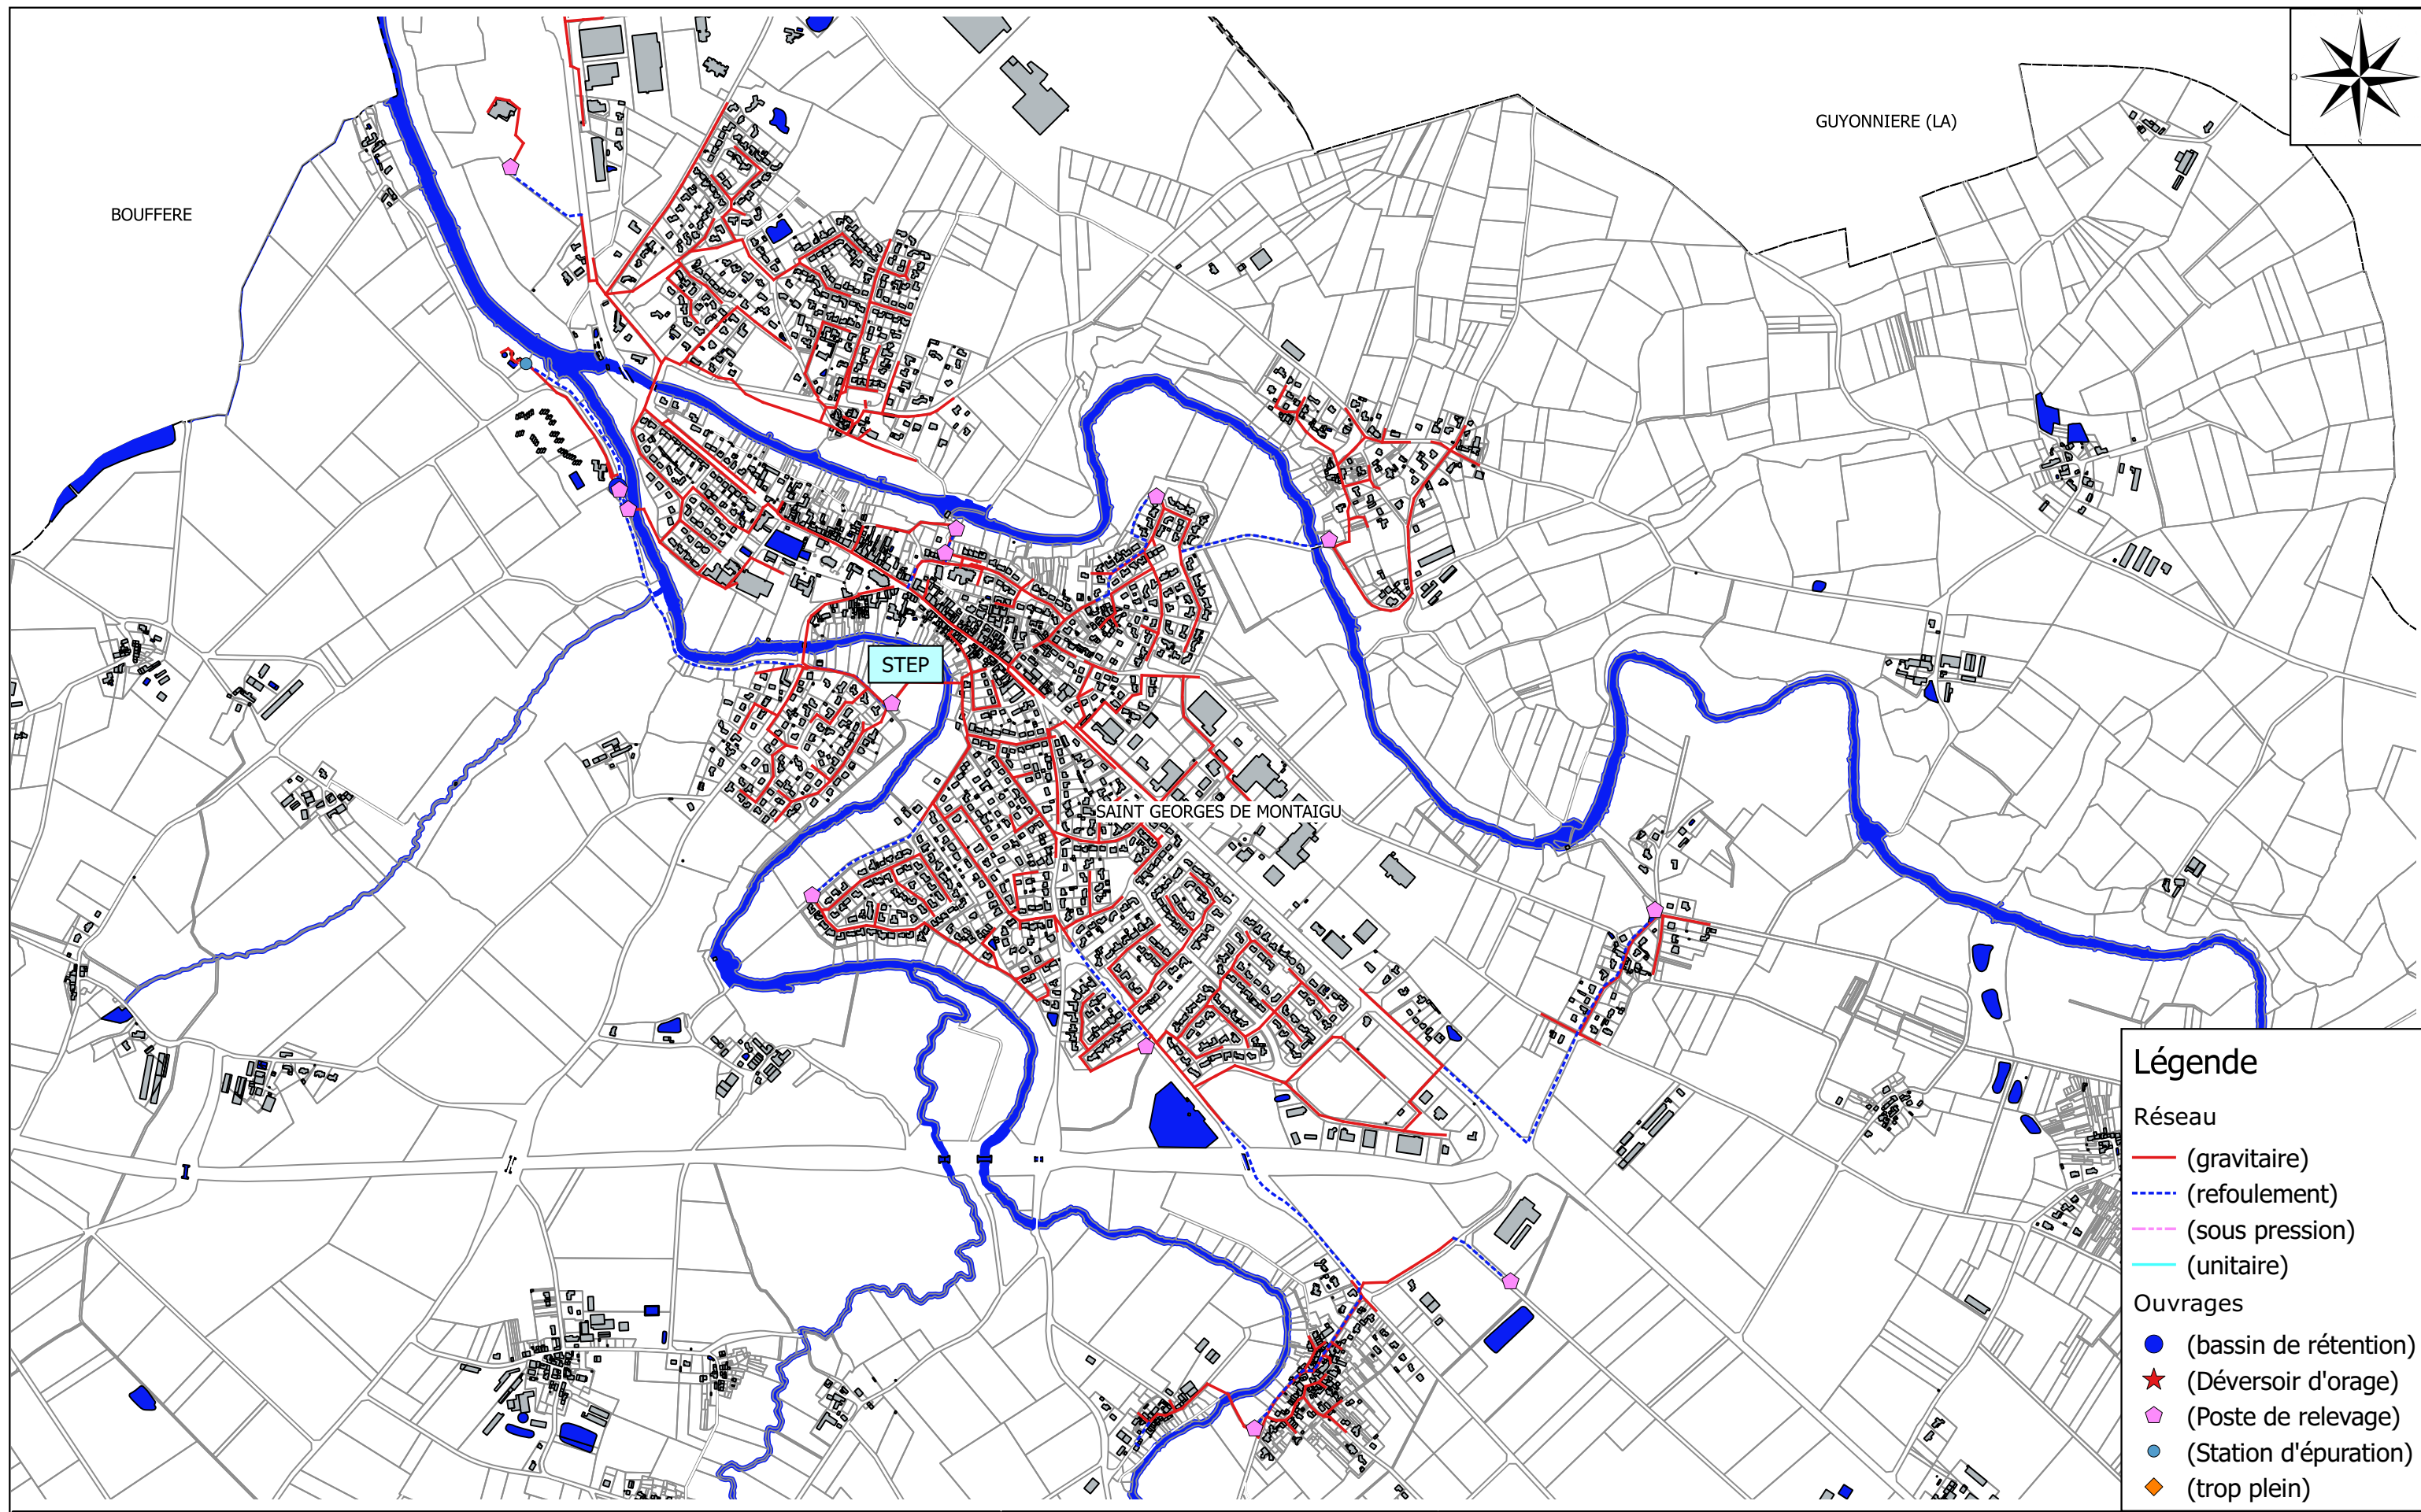 N
O
S
GUYONNIERE (LA)
BOUFFERE
STEP
SAINT GEORGES DE MONTAIGU
Légende
Réseau
(gravitaire)
(refoulement)
(sous pression)
(unitaire)
Ouvrages
(bassin de rétention)
(Déversoir d'orage)
(Poste de relevage)
(Station d'épuration)
(trop plein)